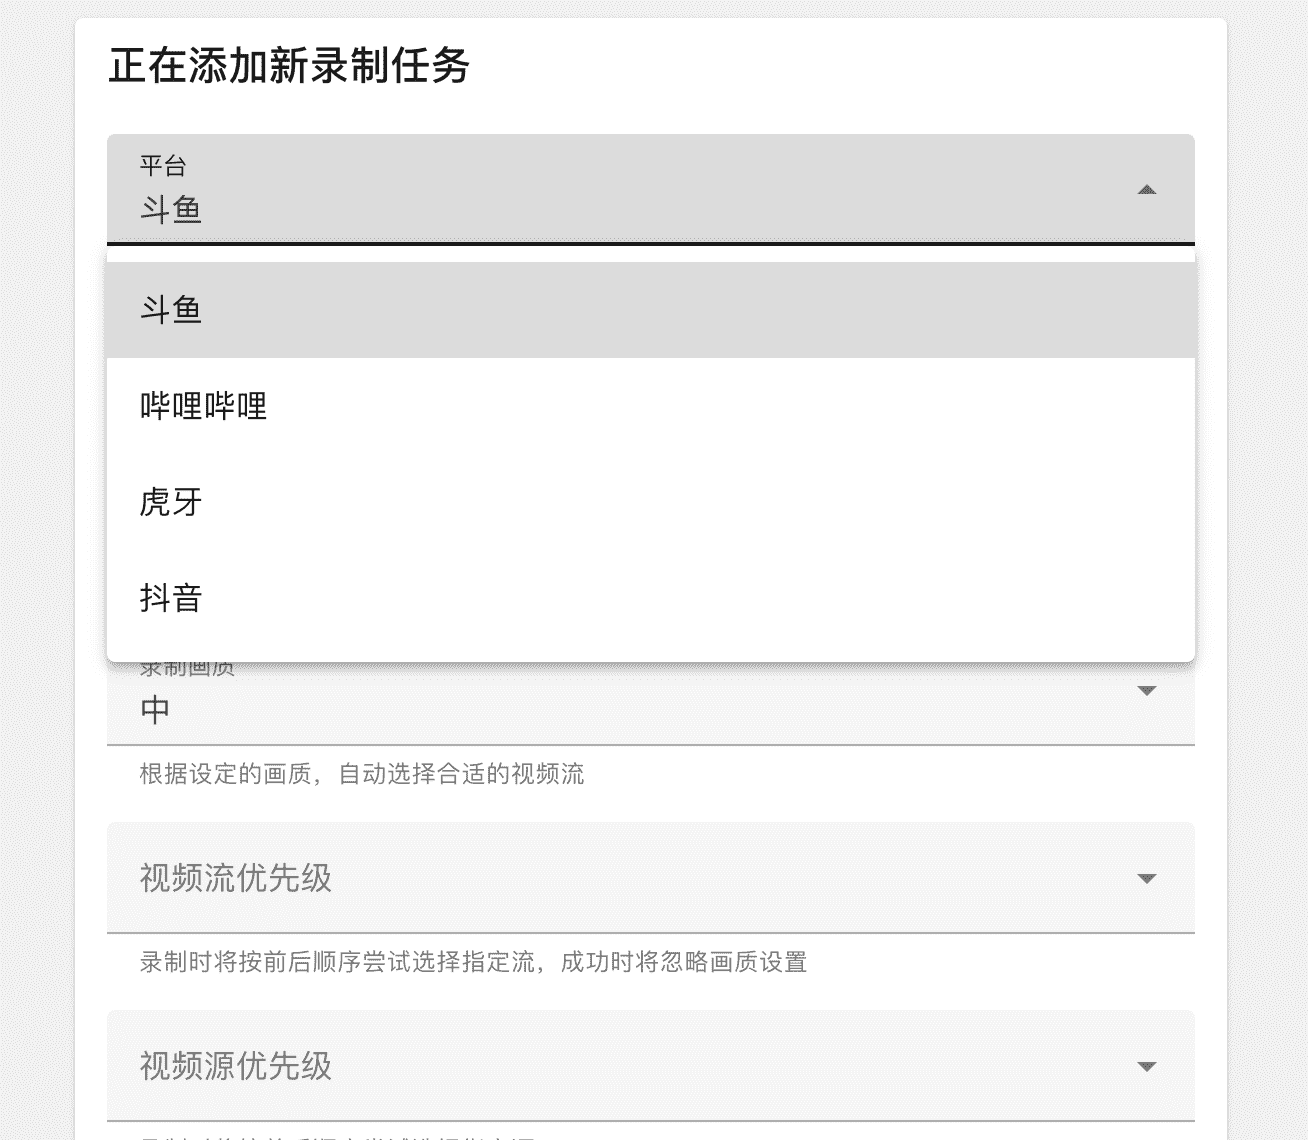 正在添加新录制任务
平台
斗鱼
斗鱼
哔哩哔哩
虎牙
抖音
录制画质
中
根据设定的画质，自动选择合适的视频流
视频流优先级
录制时将按前后顺序尝试选择指定流，成功时将忽略画质设置
视频源优先级